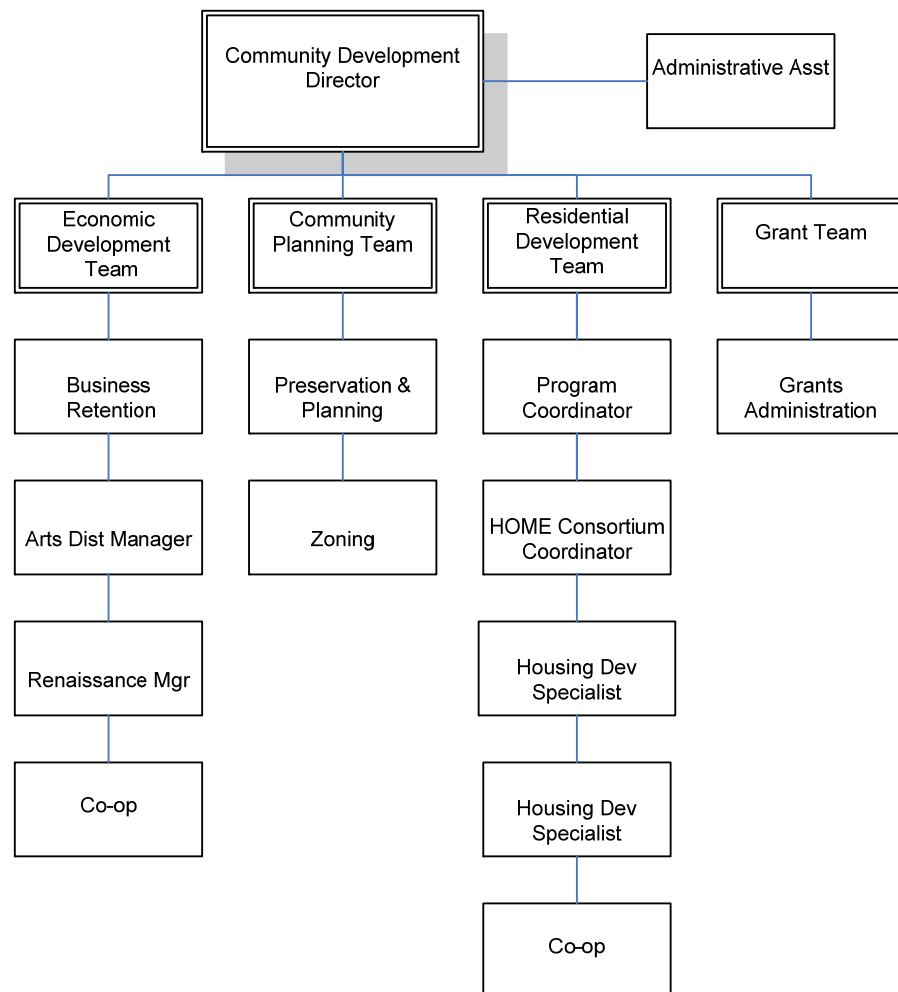 Community Development
Director
Administrative Asst
Economic
Development
Team
Community
Planning Team
Residential
Development
Team
Grant Team
Business
Retention
Preservation &
Planning
Program
Coordinator
Grants
Administration
Arts Dist Manager
Zoning
HOME Consortium
Coordinator
Renaissance Mgr
Housing Dev
Specialist
Co-op
Housing Dev
Specialist
Co-op